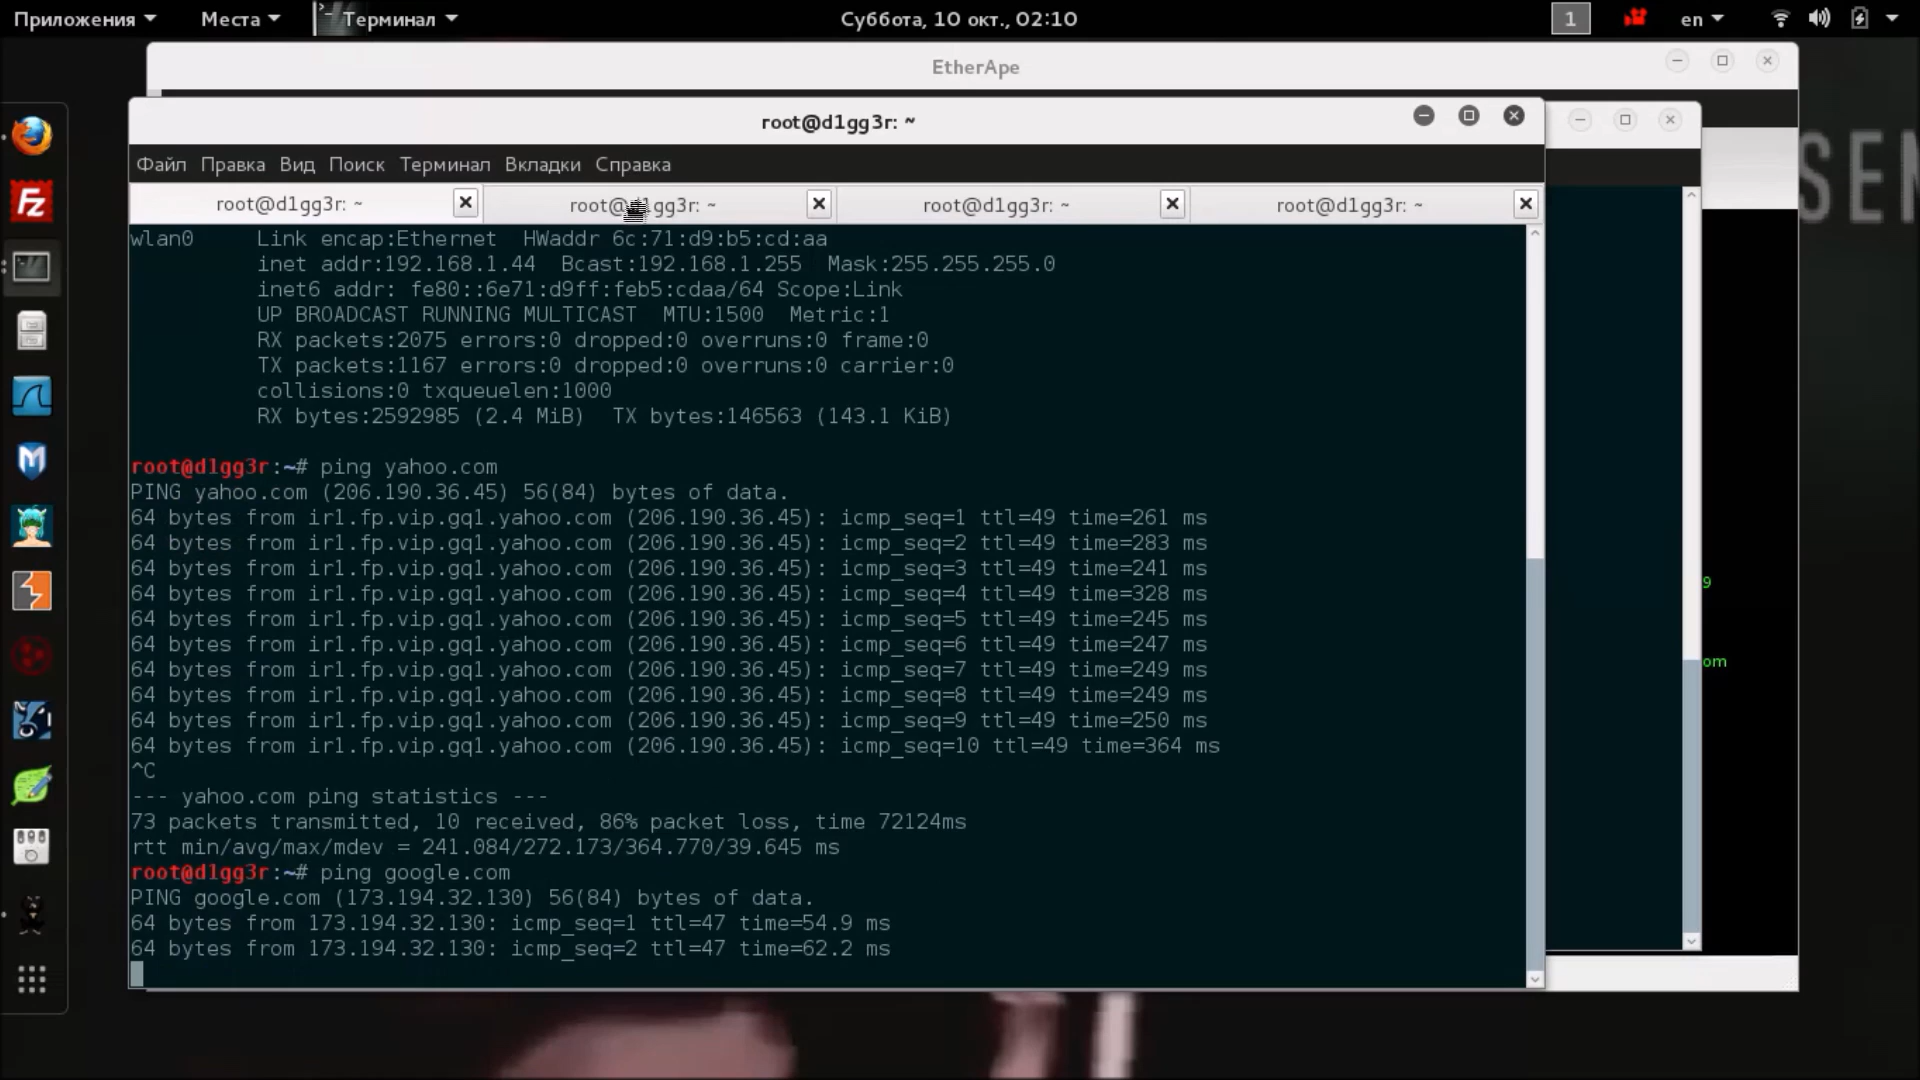 Приложения Места Терминал Суббота, 10 окт., 02:10 1 en
EtherApe
root@d1gg3r: ~
Файл Правка Вид Поиск Терминал Вкладки Справка
root@d1gg3r: ~ root@d1gg3r: ~ root@d1gg3r: ~ root@d1gg3r: ~
wlan0 Link encap:Ethernet HWaddr 6c:71:d9:b5:cd:aa
inet addr:192.168.1.44 Bcast:192.168.1.255 Mask:255.255.255.0
inet6 addr: fe80::6e71:d9ff:feb5:cdaa/64 Scope:Link
UP BROADCAST RUNNING MULTICAST MTU:1500 Metric:1
RX packets:2075 errors:0 dropped:0 overruns:0 frame:0
TX packets:1167 errors:0 dropped:0 overruns:0 carrier:0
collisions:0 txqueuelen:1000
RX bytes:2592985 (2.4 MiB) TX bytes:146563 (143.1 KiB)
root@d1gg3r:~# ping yahoo.com
PING yahoo.com (206.190.36.45) 56(84) bytes of data.
64 bytes from ir1.fp.vip.gq1.yahoo.com (206.190.36.45): icmp_seq=1 ttl=49 time=261 ms
64 bytes from ir1.fp.vip.gq1.yahoo.com (206.190.36.45): icmp_seq=2 ttl=49 time=283 ms
64 bytes from ir1.fp.vip.gq1.yahoo.com (206.190.36.45): icmp_seq=3 ttl=49 time=241 ms
64 bytes from ir1.fp.vip.gq1.yahoo.com (206.190.36.45): icmp_seq=4 ttl=49 time=328 ms
64 bytes from ir1.fp.vip.gq1.yahoo.com (206.190.36.45): icmp_seq=5 ttl=49 time=245 ms
64 bytes from ir1.fp.vip.gq1.yahoo.com (206.190.36.45): icmp_seq=6 ttl=49 time=247 ms
64 bytes from ir1.fp.vip.gq1.yahoo.com (206.190.36.45): icmp_seq=7 ttl=49 time=249 ms
64 bytes from ir1.fp.vip.gq1.yahoo.com (206.190.36.45): icmp_seq=8 ttl=49 time=249 ms
64 bytes from ir1.fp.vip.gq1.yahoo.com (206.190.36.45): icmp_seq=9 ttl=49 time=250 ms
64 bytes from ir1.fp.vip.gq1.yahoo.com (206.190.36.45): icmp_seq=10 ttl=49 time=364 ms
^C
--- yahoo.com ping statistics ---
73 packets transmitted, 10 received, 86% packet loss, time 72124ms
rtt min/avg/max/mdev = 241.084/272.173/364.770/39.645 ms
root@d1gg3r:~# ping google.com
PING google.com (173.194.32.130) 56(84) bytes of data.
64 bytes from 173.194.32.130: icmp_seq=1 ttl=47 time=54.9 ms
64 bytes from 173.194.32.130: icmp_seq=2 ttl=47 time=62.2 ms
SEN
9
om